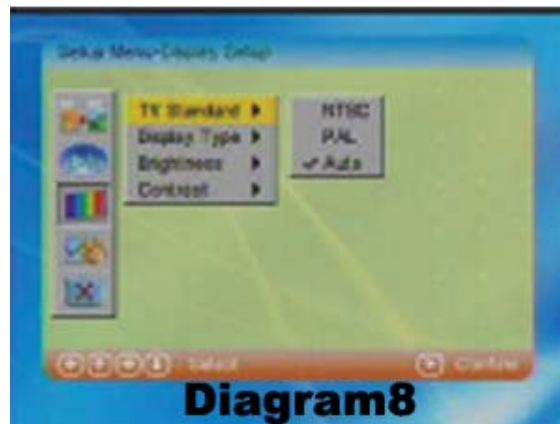 Setup Menu-Display Setup
TV Standard
Display Type
Brightness
Contrast
NTSC
PAL
Auto
Select
Confirm
Diagram8